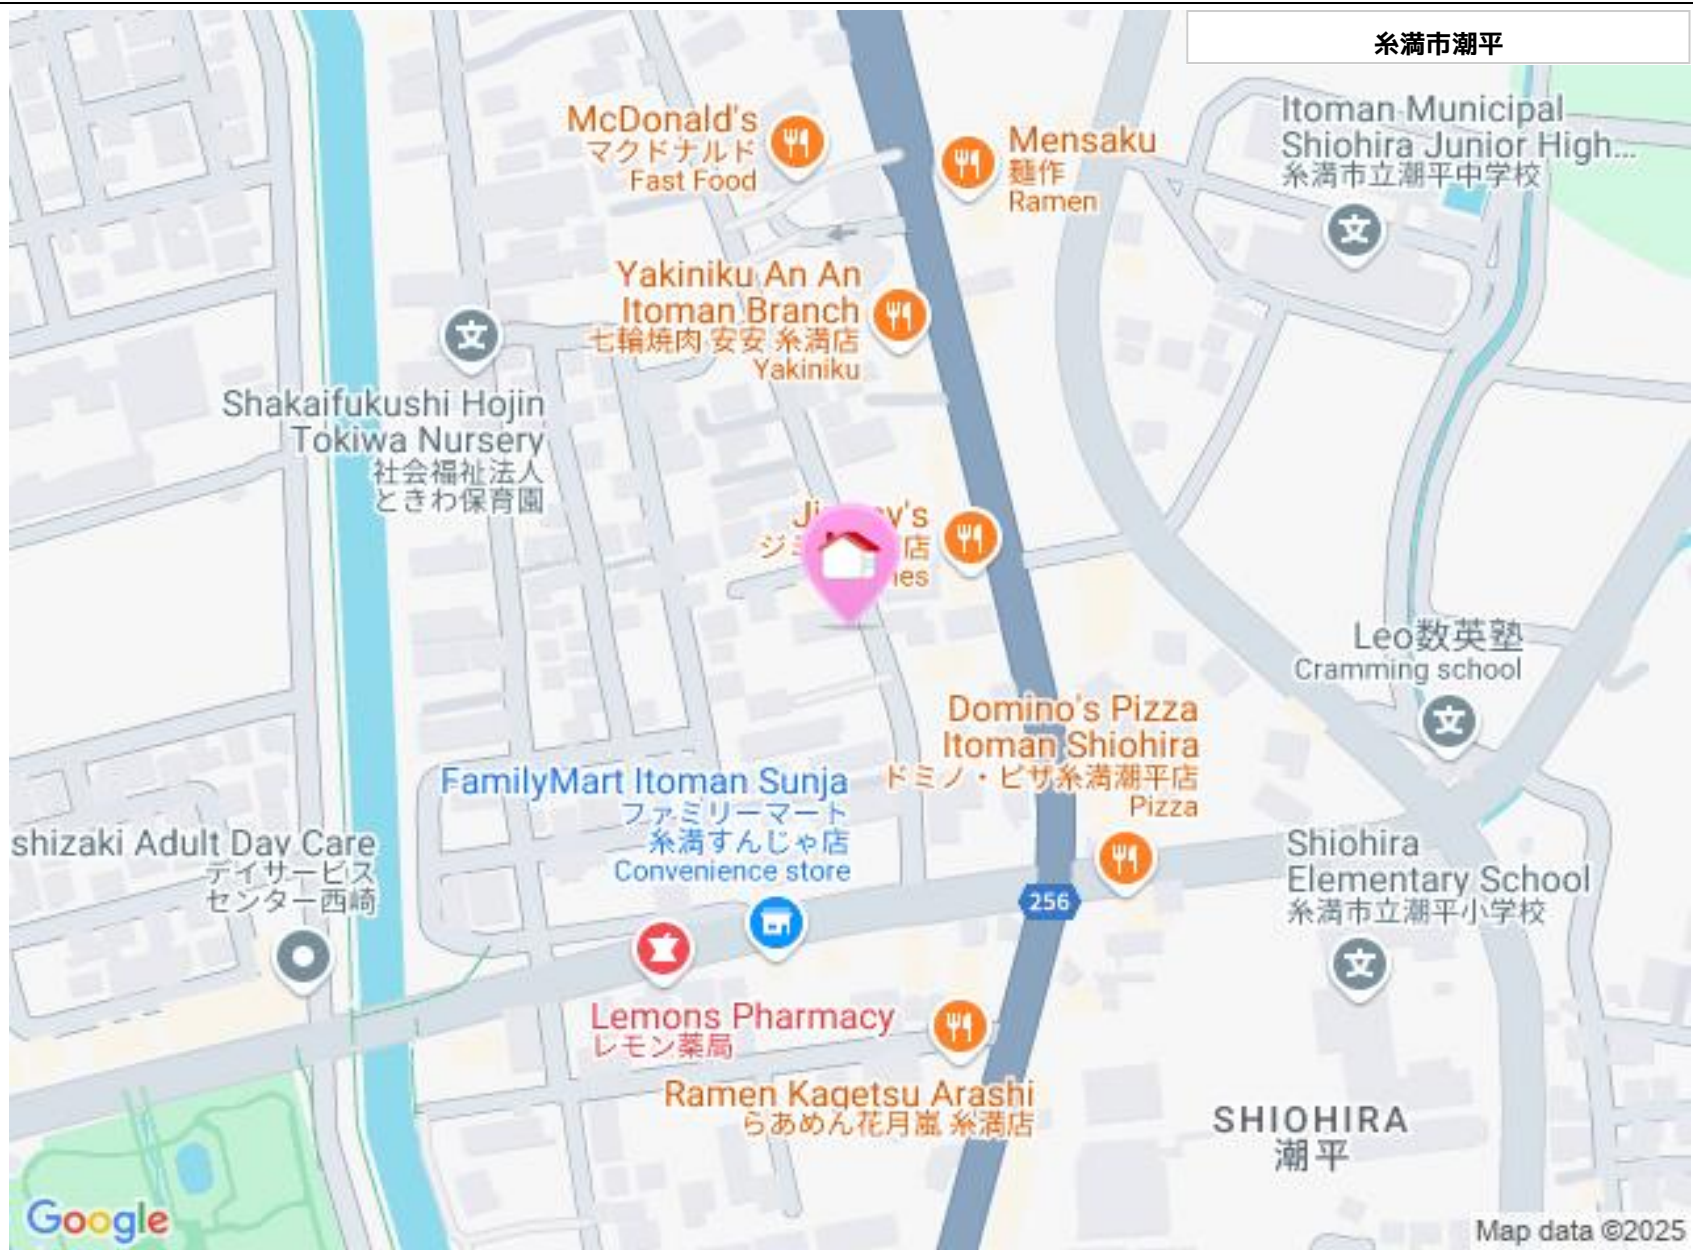 糸満市潮平
McDonald's
マクドナルド
Fast Food
Mensaku
麺作
Ramen
Itoman Municipal
Shiohira Junior High...
糸満市立潮平中学校
Yakiniku An An
Itoman Branch
七輪焼肉 安安 糸満店
Yakiniku
Shakaifukushi Hojin
Tokiwa Nursery
社会福祉法人
ときわ保育園
Leo数英塾
Cramming school
Domino's Pizza
Itoman Shiohira
ドミノ・ピザ糸満潮平店
Pizza
FamilyMart Itoman Sunja
ファミリーマート
糸満すんじゃ店
Convenience store
shizaki Adult Day Care
デイサービス
センター西崎
256
Shiohira
Elementary School
糸満市立潮平小学校
Lemons Pharmacy
レモン薬局
Ramen Kagetsu Arashi
らあめん花月嵐 糸満店
SHIOHIRA
潮平
Google
Map data ©2025